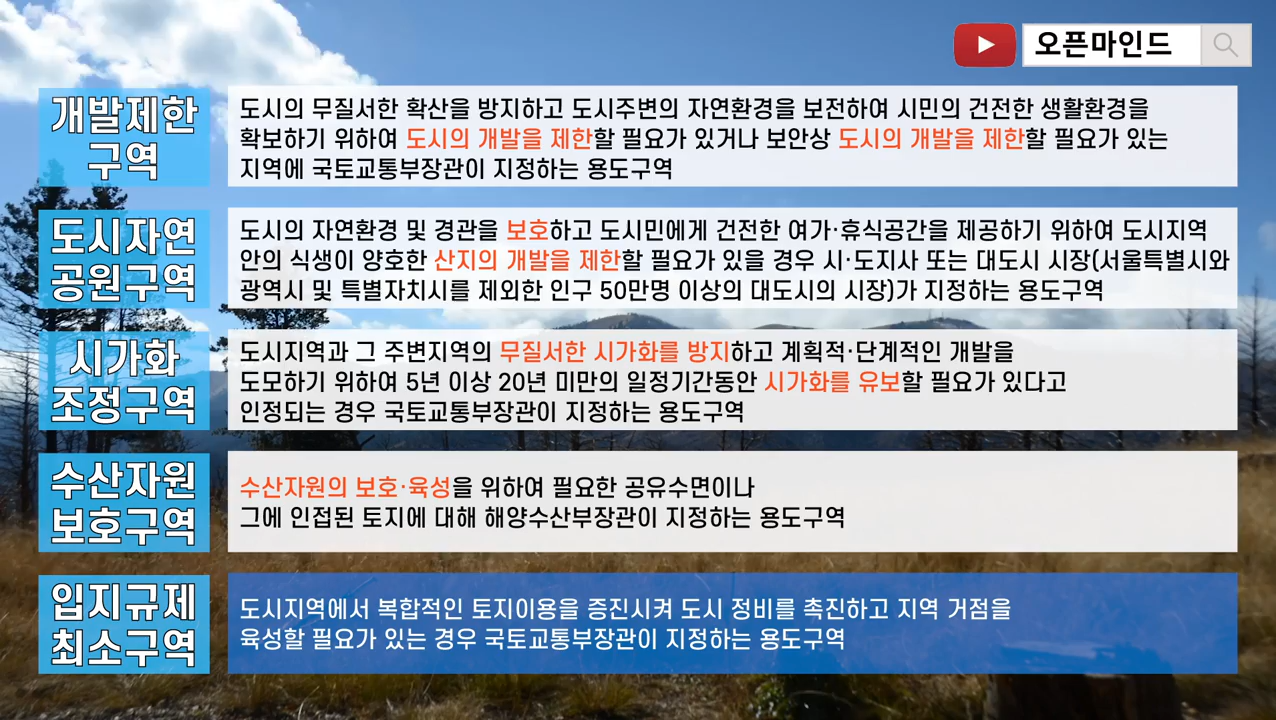 오픈마인드
개발제한
구역
도시의 무질서한 확산을 방지하고 도시주변의 자연환경을 보전하여 시민의 건전한 생활환경을
확보하기 위하여 도시의 개발을 제한할 필요가 있거나 보안상 도시의 개발을 제한할 필요가 있는
지역에 국토교통부장관이 지정하는 용도구역
도시자연
공원구역
도시의 자연환경 및 경관을 보호하고 도시민에게 건전한 여가·휴식공간을 제공하기 위하여 도시지역
안의 식생이 양호한 산지의 개발을 제한할 필요가 있을 경우 시·도지사 또는 대도시 시장(서울특별시와
광역시 및 특별자치시를 제외한 인구 50만명 이상의 대도시의 시장)가 지정하는 용도구역
시가화
조정구역
도시지역과 그 주변지역의 무질서한 시가화를 방지하고 계획적·단계적인 개발을
도모하기 위하여 5년 이상 20년 미만의 일정기간동안 시가화를 유보할 필요가 있다고
인정되는 경우 국토교통부장관이 지정하는 용도구역
수산자원
보호구역
수산자원의 보호·육성을 위하여 필요한 공유수면이나
그에 인접된 토지에 대해 해양수산부장관이 지정하는 용도구역
입지규제
최소구역
도시지역에서 복합적인 토지이용을 증진시켜 도시 정비를 촉진하고 지역 거점을
육성할 필요가 있는 경우 국토교통부장관이 지정하는 용도구역